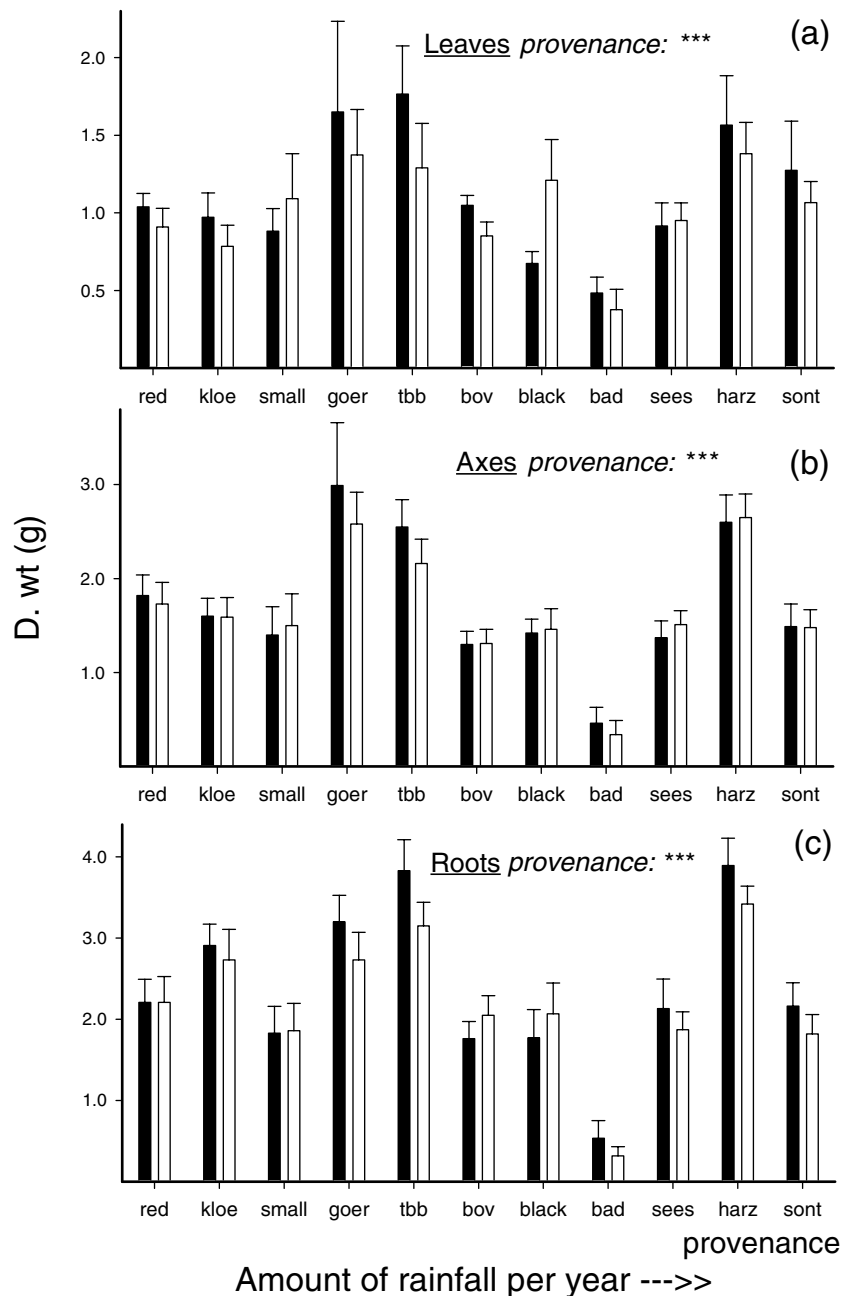 (a)
Leaves provenance: ***
2.0
1.5
1.0
0.5
red kloe small goer tbb bov black bad sees harz sont
(b)
Axes provenance: ***
D. wt (g)
3.0
2.0
1.0
red kloe small goer tbb bov black bad sees harz sont
(c)
Roots provenance: ***
4.0
3.0
2.0
1.0
red kloe small goer tbb bov black bad sees harz sont
provenance
Amount of rainfall per year --->>